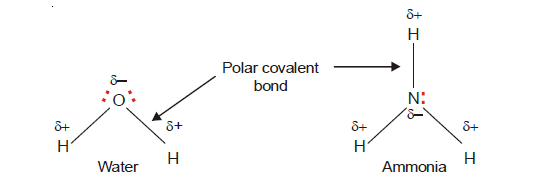 δ+
H
Polar covalent
bond
δ–
O
δ+
δ+
H
H
Water
N:
δ–
δ+
δ+
H
H
Ammonia